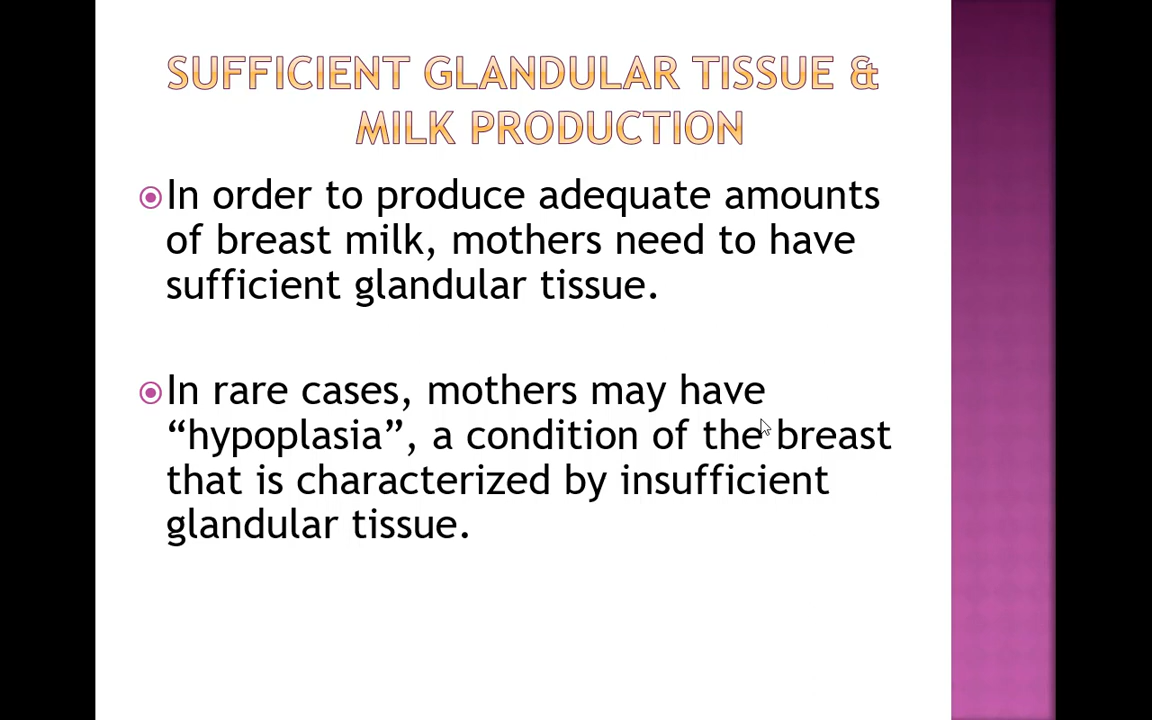 SUFFICIENT GLANDULAR TISSUE &
MILK PRODUCTION
In order to produce adequate amounts
of breast milk, mothers need to have
sufficient glandular tissue.
In rare cases, mothers may have
“hypoplasia”, a condition of the breast
that is characterized by insufficient
glandular tissue.